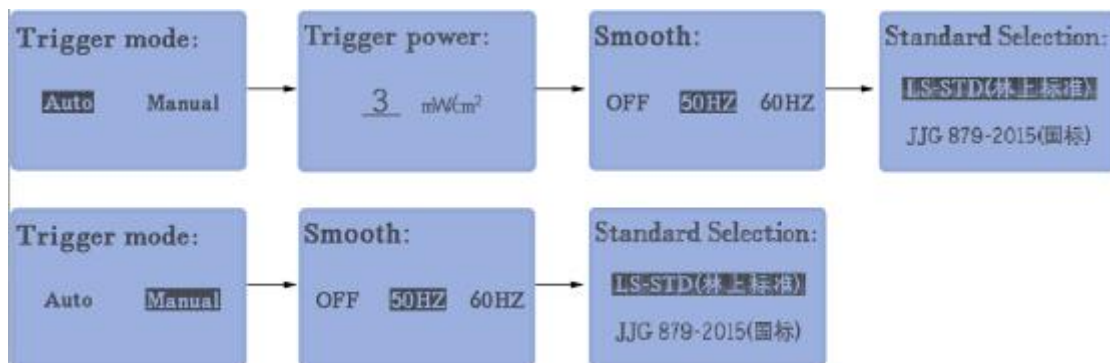 Trigger mode:
Auto Manual
Trigger power:
3 mW/cm²
Smooth:
OFF 50HZ 60HZ
Standard Selection:
LS-STD(林上标准)
JJG 879-2015(国标)
Trigger mode:
Auto Manual
Smooth:
OFF 50HZ 60HZ
Standard Selection:
LS-STD(林上标准)
JJG 879-2015(国标)